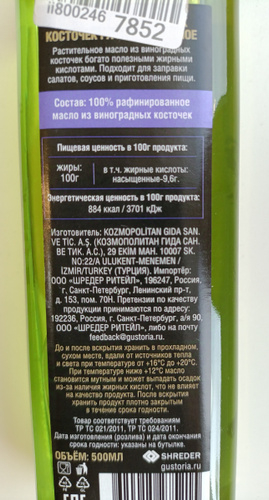 ii800246 7852
КОСТОЧЕК
Растительное масло из виноградных
косточек богато полезными жирными
кислотами. Подходит для заправки
салатов, соусов и приготовления пищи.
Состав: 100% рафинированное
масло из виноградных косточек
Пищевая ценность в 100г продукта:
жиры: в т.ч. жирные кислоты:
100г насыщенные-9,6г.
Энергетическая ценность в 100г продукта:
884 ккал / 3701 кДж
Изготовитель: KOZMOPOLITAN GIDA SAN.
VE TİC. A.Ş. (КОЗМОПОЛИТАН ГИДА САН.
ВЕ ТИК. А.С.), 29 EKIM MAH. 10007 SK.
NO:22/A ULUKENT-MENEMEN /
IZMIR/TURKEY (ТУРЦИЯ). Импортёр:
ООО "ШРЕДЕР РИТЕЙЛ", 196247, Россия,
г. Санкт-Петербург, Ленинский пр-т,
д. 153, пом. 70Н. Претензии по качеству
продукции направлять по адресу:
192236, Россия, г. Санкт-Петербург, а/я 90,
ООО "ШРЕДЕР РИТЕЙЛ" или на почту
feedback@gustoria.ru.
До и после вскрытия хранить в прохладном,
сухом месте, вдали от источников тепла
и света при температуре от +16°C до +20°C.
При температуре ниже +12°C масло
становится мутным и может выпадать осадок
из-за наличия жирных кислот, что не влияет
на качество продукта. После вскрытия
хранить продукт плотно закрытым
в течение срока годности.
Товар соответствует требованиям
ТР ТС 021/2011, ТР ТС 024/2011.
Дата изготовления (розлива) и дата окончания
срока годности: указаны на бутылке.
ОБЪЁМ: 500МЛ SHREDER
gustoria.ru
EAC